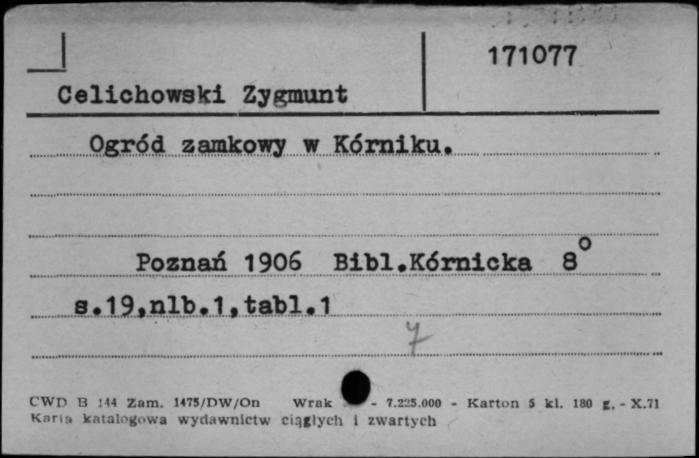 171077
Celichowski Zygmunt
Ogród zamkowy w Kórniku.
Poznań 1906 Bibl.Kórnicka 8°
s.19,nlb.1,tabl.1
7
CWD B 144 Zam. 1475/DW/On Wrak - 7.225.000 - Karton 5 kl. 180 g. - X.71
Karta katalogowa wydawnictw ciągłych i zwartych